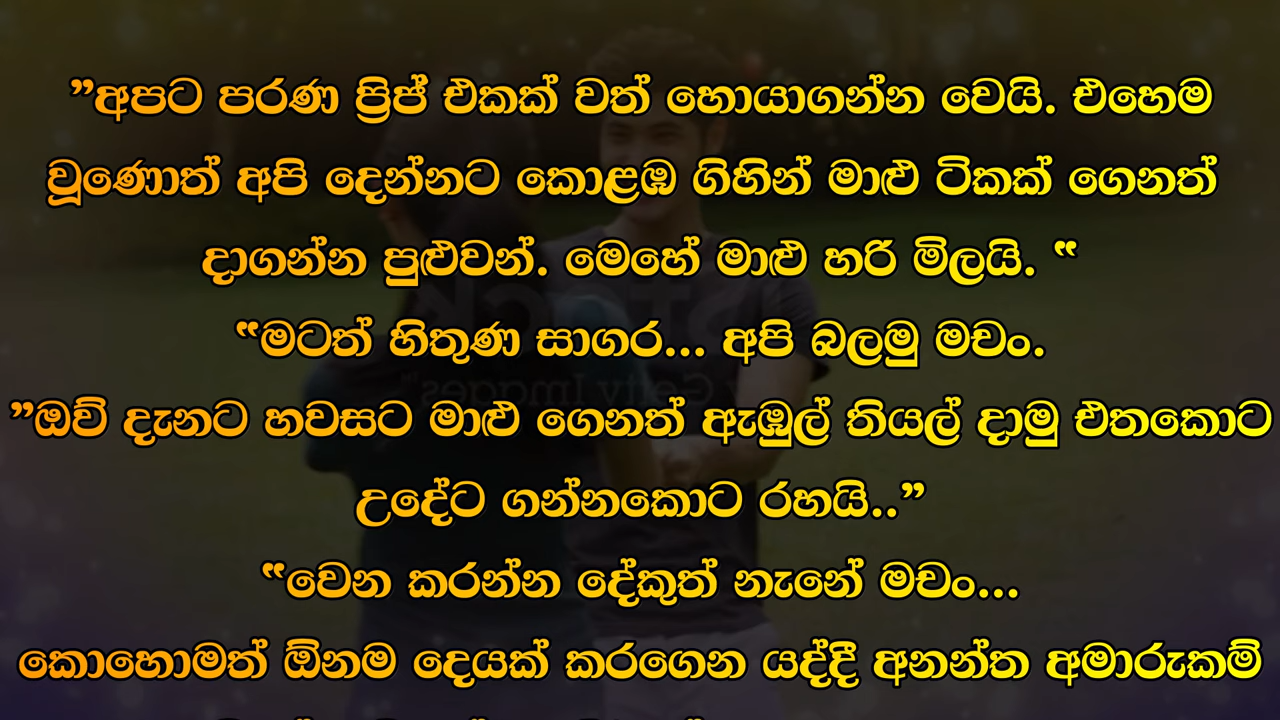 ”අපට පරණ ෆ්‍රිජ් එකක් වත් හොයාගන්න වෙයි. එහෙම
වූණොත් අපි දෙන්නට කොළඹ ගිහින් මාළු ටිකක් ගෙනත්
දාගන්න පුළුවන්. මෙහේ මාළු හරි මිලයි. “
“මටත් හිතුණ සාගර... අපි බලමු මචං.
”ඔව් දැනට හවසට මාළු ගෙනත් ඇඹුල් තියල් දාමු එතකොට
උදේට ගන්නකොට රහයි..”
“වෙන කරන්න දේකුත් නැනේ මචං...
කොහොමත් ඕනම දෙයක් කරගෙන යද්දී අනන්ත අමාරුකම්